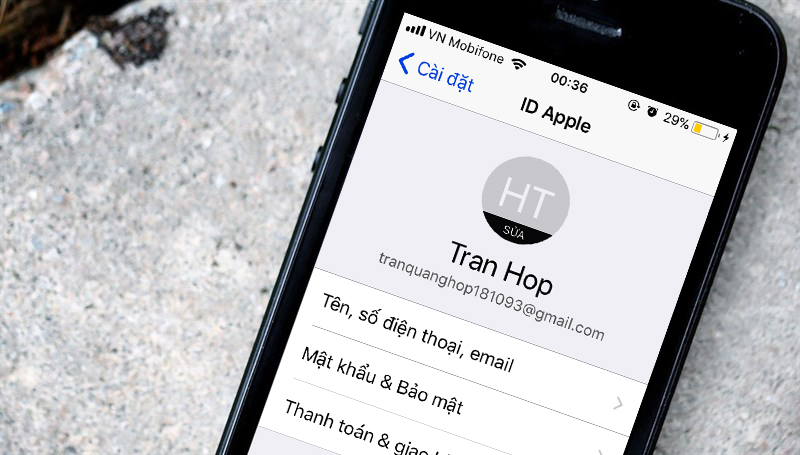 VN Mobifone 00:36 29%
Cài đặt ID Apple
HT
SỬA
Tran Hop
tranquanghop181093@gmail.com
Tên, số điện thoại, email
Mật khẩu & Bảo mật
Thanh toán &